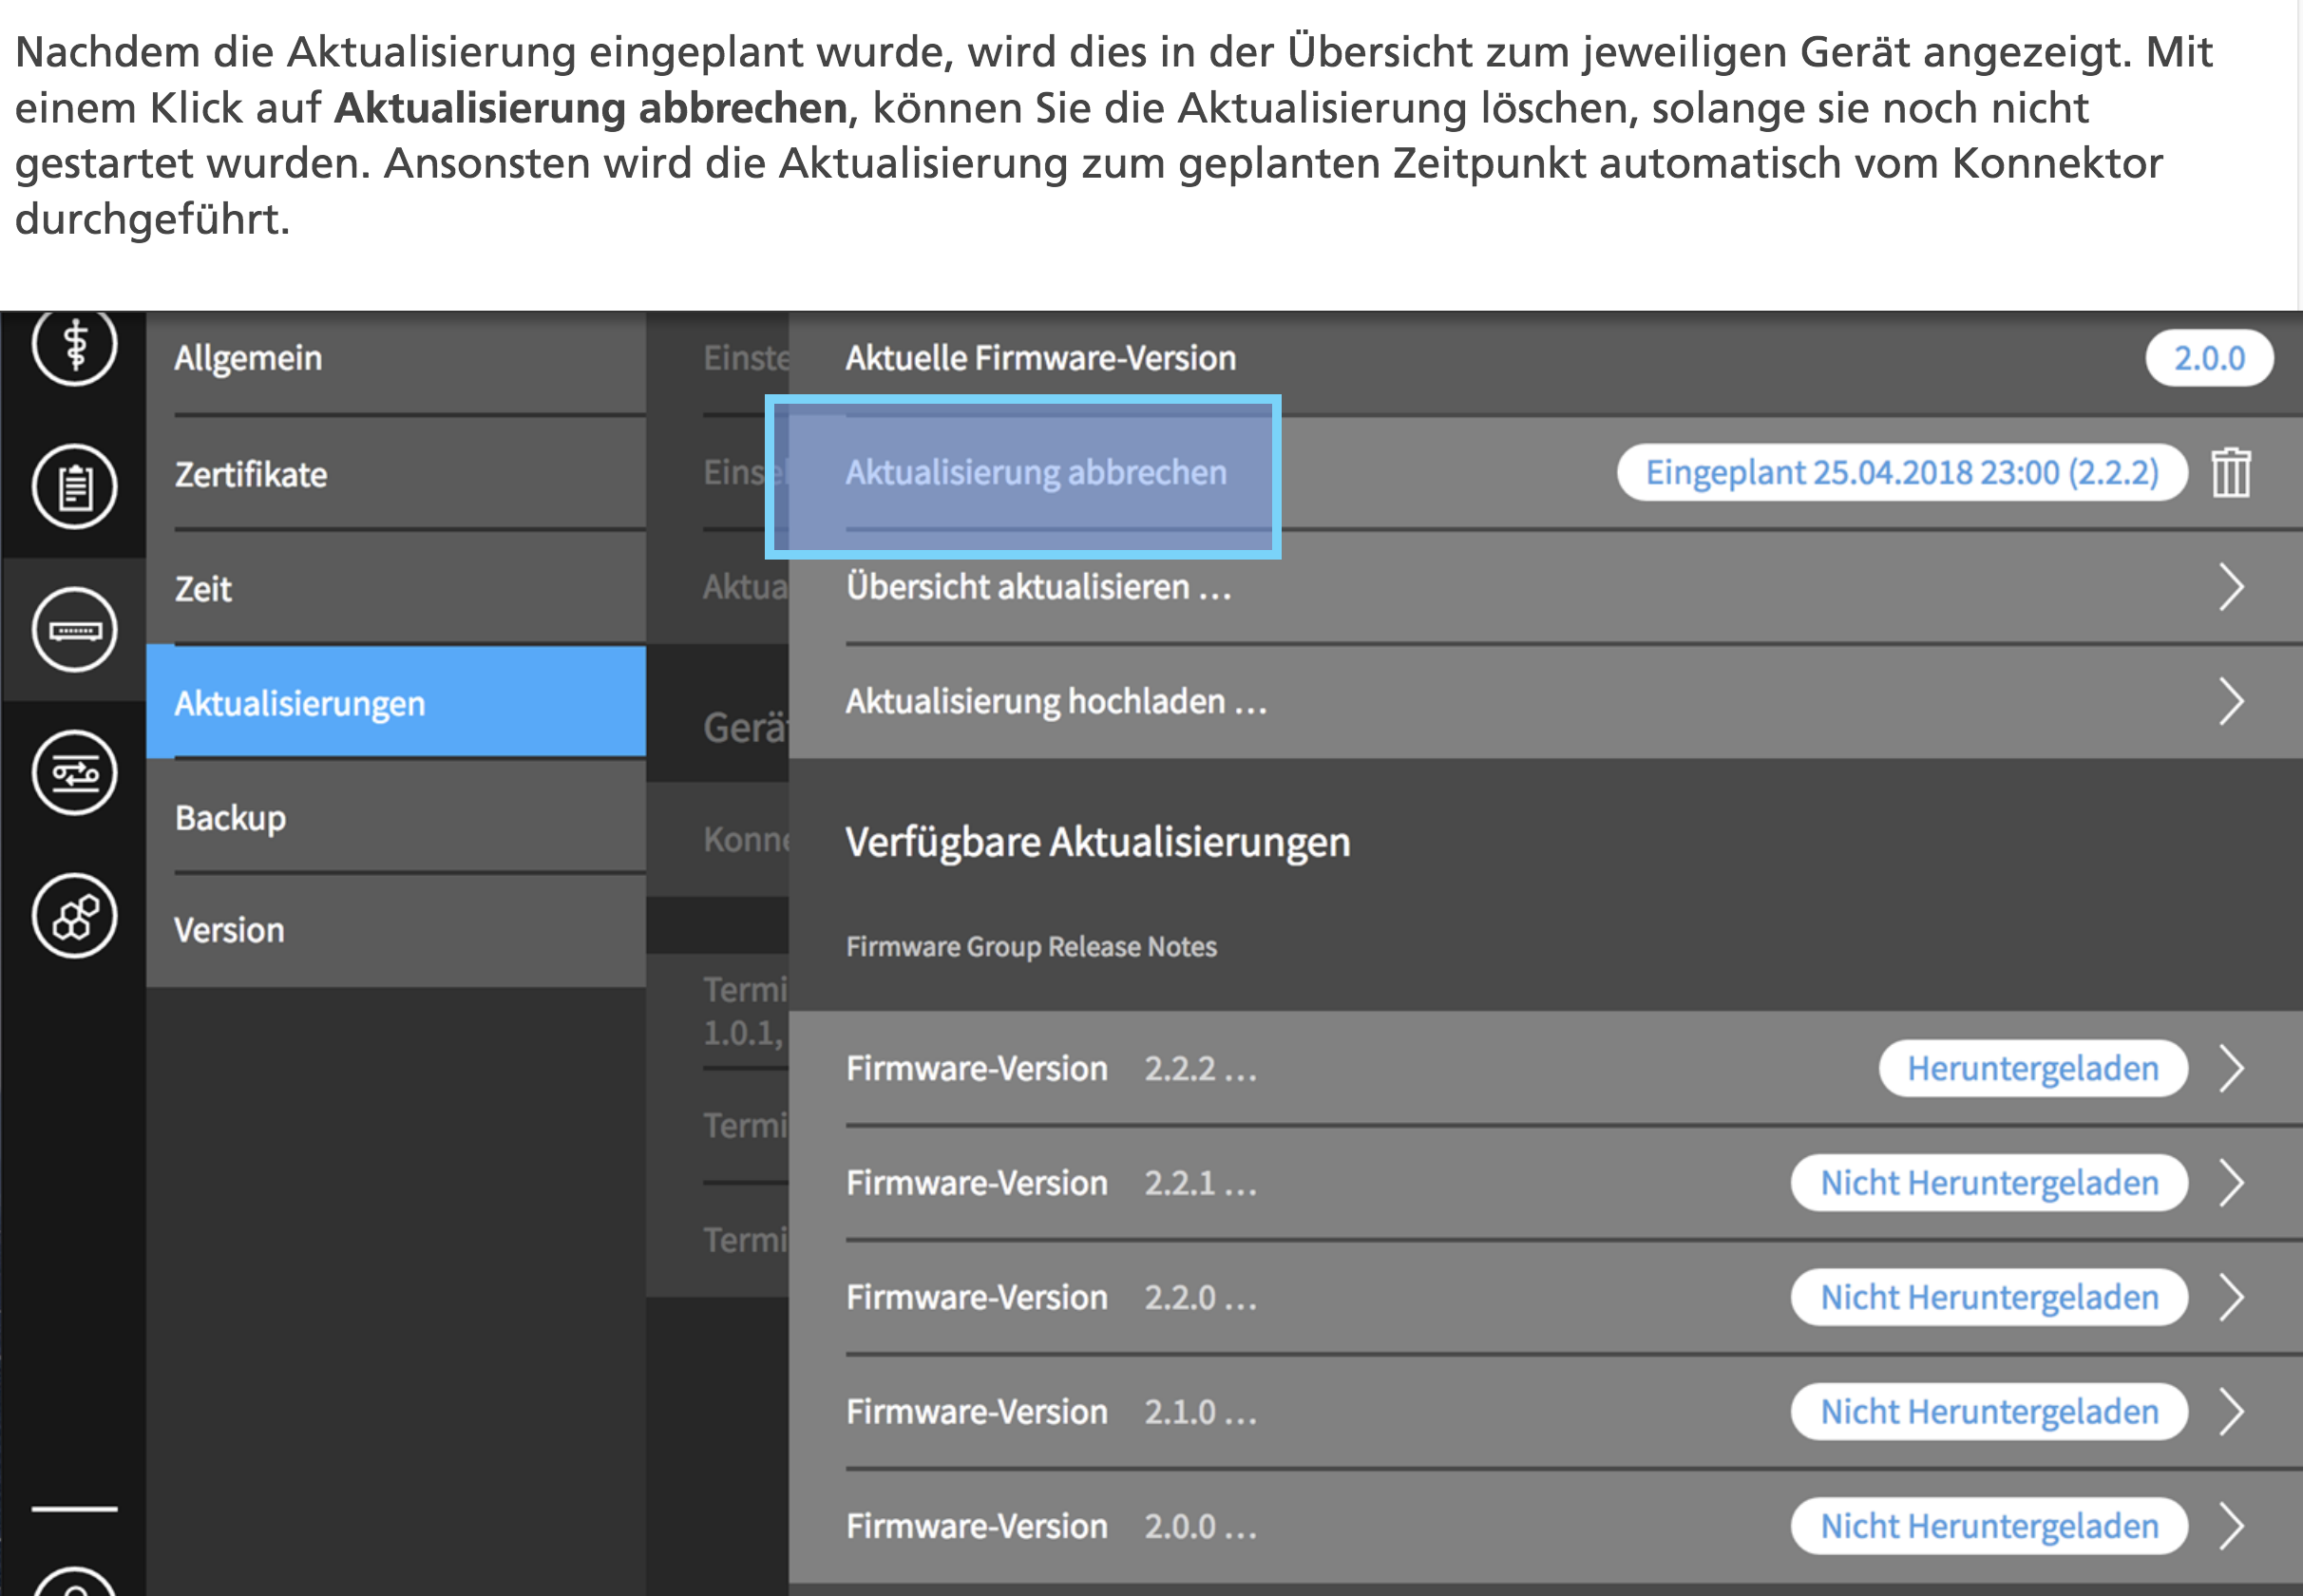 Nachdem die Aktualisierung eingeplant wurde, wird dies in der Übersicht zum jeweiligen Gerät angezeigt. Mit
einem Klick auf Aktualisierung abbrechen, können Sie die Aktualisierung löschen, solange sie noch nicht
gestartet wurden. Ansonsten wird die Aktualisierung zum geplanten Zeitpunkt automatisch vom Konnektor
durchgeführt.
Allgemein
Zertifikate
Zeit
Aktualisierungen
Backup
Version
Einste
Einsel
Aktua
Gerät
Konne
Termi
1.0.1,
Termi
Termi
Aktuelle Firmware-Version 2.0.0
Aktualisierung abbrechen Eingeplant 25.04.2018 23:00 (2.2.2)
Übersicht aktualisieren ...
Aktualisierung hochladen ...
Verfügbare Aktualisierungen
Firmware Group Release Notes
Firmware-Version 2.2.2 ... Heruntergeladen
Firmware-Version 2.2.1 ... Nicht Heruntergeladen
Firmware-Version 2.2.0 ... Nicht Heruntergeladen
Firmware-Version 2.1.0 ... Nicht Heruntergeladen
Firmware-Version 2.0.0 ... Nicht Heruntergeladen